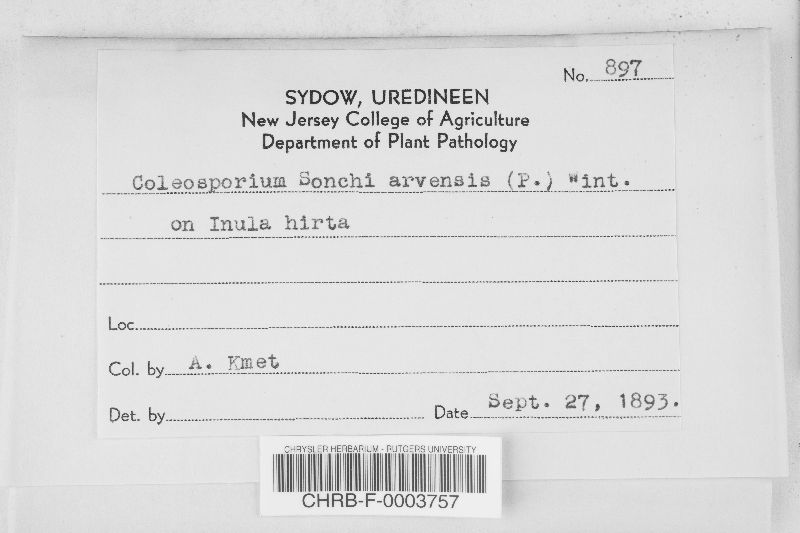 No. 897
SYDOW, UREDINEEN
New Jersey College of Agriculture
Department of Plant Pathology
Coleosporium Sonchi arvensis (P.) Wint.
on Inula hirta
Loc.
Col. by A. Kmet
Det. by Date Sept. 27, 1893.
CHRYSLER HERBARIUM - RUTGERS UNIVERSITY
CHRB-F-0003757